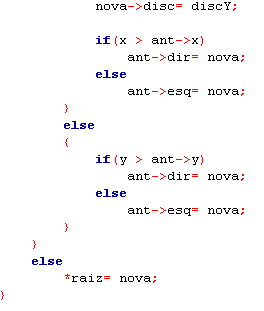 nova->disc= discY;
if(x > ant->x)
ant->dir= nova;
else
ant->esq= nova;
}
else
{
if(y > ant->y)
ant->dir= nova;
else
ant->esq= nova;
}
}
else
*raiz= nova;
}